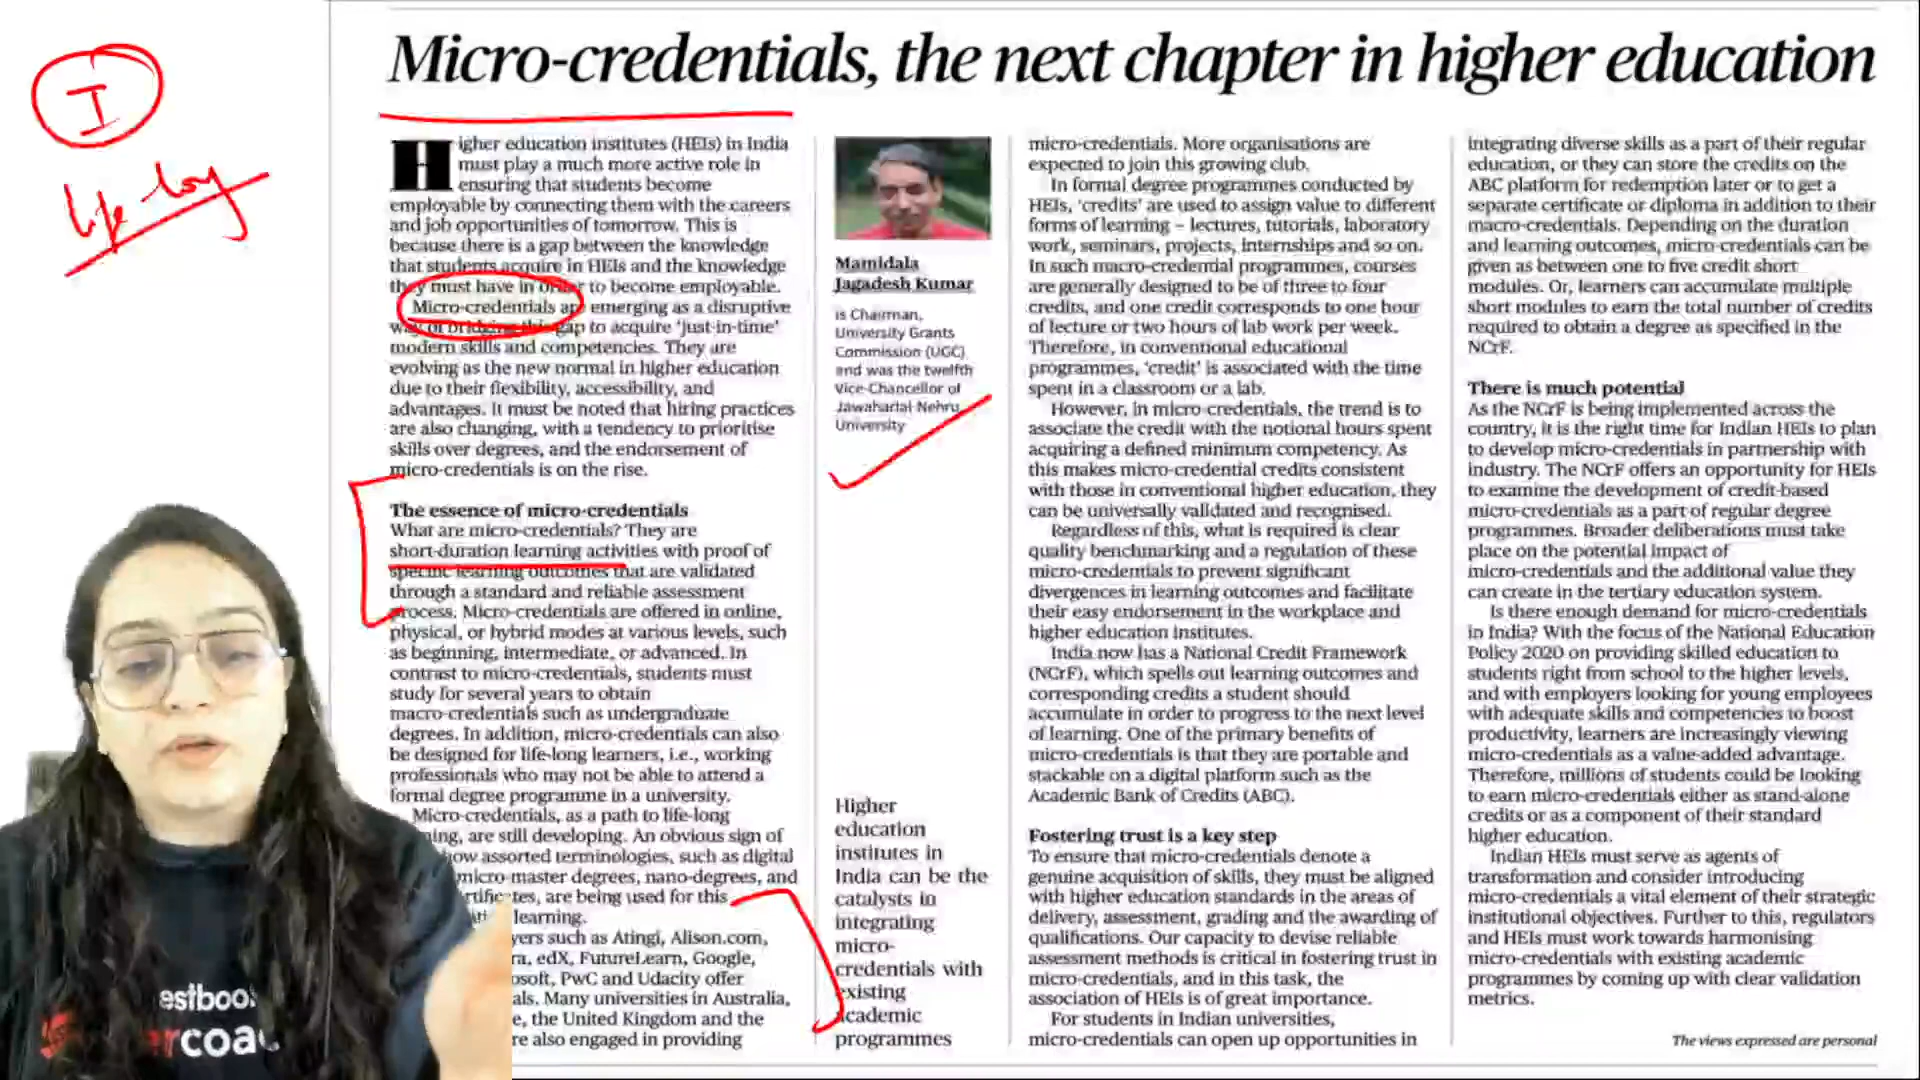 I
life-long
Micro-credentials, the next chapter in higher education
Higher education institutes (HEIs) in India
must play a much more active role in
ensuring that students become
employable by connecting them with the careers
and job opportunities of tomorrow. This is
because there is a gap between the knowledge
that students acquire in HEIs and the knowledge
they must have in order to become employable.
Micro-credentials are emerging as a disruptive
way of bridging this gap to acquire 'just-in-time'
modern skills and competencies. They are
evolving as the new normal in higher education
due to their flexibility, accessibility, and
advantages. It must be noted that hiring practices
are also changing, with a tendency to prioritise
skills over degrees, and the endorsement of
micro-credentials is on the rise.
The essence of micro-credentials
What are micro-credentials? They are
short-duration learning activities with proof of
specific learning outcomes that are validated
through a standard and reliable assessment
process. Micro-credentials are offered in online,
physical, or hybrid modes at various levels, such
as beginning, intermediate, or advanced. In
contrast to micro-credentials, students must
study for several years to obtain
macro-credentials such as undergraduate
degrees. In addition, micro-credentials can also
be designed for life-long learners, i.e., working
professionals who may not be able to attend a
formal degree programme in a university.
Micro-credentials, as a path to life-long
ning, are still developing. An obvious sign of
how assorted terminologies, such as digital
micro-master degrees, nano-degrees, and
rtificates, are being used for this
learning.
yers such as Atingi, Alison.com,
ra, edX, FutureLearn, Google,
osoft, PwC and Udacity offer
als. Many universities in Australia,
e, the United Kingdom and the
re also engaged in providing
Mamidala
Jagadesh Kumar
is Chairman,
University Grants
Commission (UGC)
and was the twelfth
Vice-Chancellor of
Jawaharlal Nehru
University
Higher
education
institutes in
India can be the
catalysts in
integrating
micro-
credentials with
existing
academic
programmes
micro-credentials. More organisations are
expected to join this growing club.
In formal degree programmes conducted by
HEIs, 'credits' are used to assign value to different
forms of learning – lectures, tutorials, laboratory
work, seminars, projects, internships and so on.
In such macro-credential programmes, courses
are generally designed to be of three to four
credits, and one credit corresponds to one hour
of lecture or two hours of lab work per week.
Therefore, in conventional educational
programmes, 'credit' is associated with the time
spent in a classroom or a lab.
However, in micro-credentials, the trend is to
associate the credit with the notional hours spent
acquiring a defined minimum competency. As
this makes micro-credential credits consistent
with those in conventional higher education, they
can be universally validated and recognised.
Regardless of this, what is required is clear
quality benchmarking and a regulation of these
micro-credentials to prevent significant
divergences in learning outcomes and facilitate
their easy endorsement in the workplace and
higher education institutes.
India now has a National Credit Framework
(NCrF), which spells out learning outcomes and
corresponding credits a student should
accumulate in order to progress to the next level
of learning. One of the primary benefits of
micro-credentials is that they are portable and
stackable on a digital platform such as the
Academic Bank of Credits (ABC).
Fostering trust is a key step
To ensure that micro-credentials denote a
genuine acquisition of skills, they must be aligned
with higher education standards in the areas of
delivery, assessment, grading and the awarding of
qualifications. Our capacity to devise reliable
assessment methods is critical in fostering trust in
micro-credentials, and in this task, the
association of HEIs is of great importance.
For students in Indian universities,
micro-credentials can open up opportunities in
integrating diverse skills as a part of their regular
education, or they can store the credits on the
ABC platform for redemption later or to get a
separate certificate or diploma in addition to their
macro-credentials. Depending on the duration
and learning outcomes, micro-credentials can be
given as between one to five credit short
modules. Or, learners can accumulate multiple
short modules to earn the total number of credits
required to obtain a degree as specified in the
NCrF.
There is much potential
As the NCrF is being implemented across the
country, it is the right time for Indian HEIs to plan
to develop micro-credentials in partnership with
industry. The NCrF offers an opportunity for HEIs
to examine the development of credit-based
micro-credentials as a part of regular degree
programmes. Broader deliberations must take
place on the potential impact of
micro-credentials and the additional value they
can create in the tertiary education system.
Is there enough demand for micro-credentials
in India? With the focus of the National Education
Policy 2020 on providing skilled education to
students right from school to the higher levels,
and with employers looking for young employees
with adequate skills and competencies to boost
productivity, learners are increasingly viewing
micro-credentials as a value-added advantage.
Therefore, millions of students could be looking
to earn micro-credentials either as stand-alone
credits or as a component of their standard
higher education.
Indian HEIs must serve as agents of
transformation and consider introducing
micro-credentials a vital element of their strategic
institutional objectives. Further to this, regulators
and HEIs must work towards harmonising
micro-credentials with existing academic
programmes by coming up with clear validation
metrics.
The views expressed are personal
estboo
ercoac